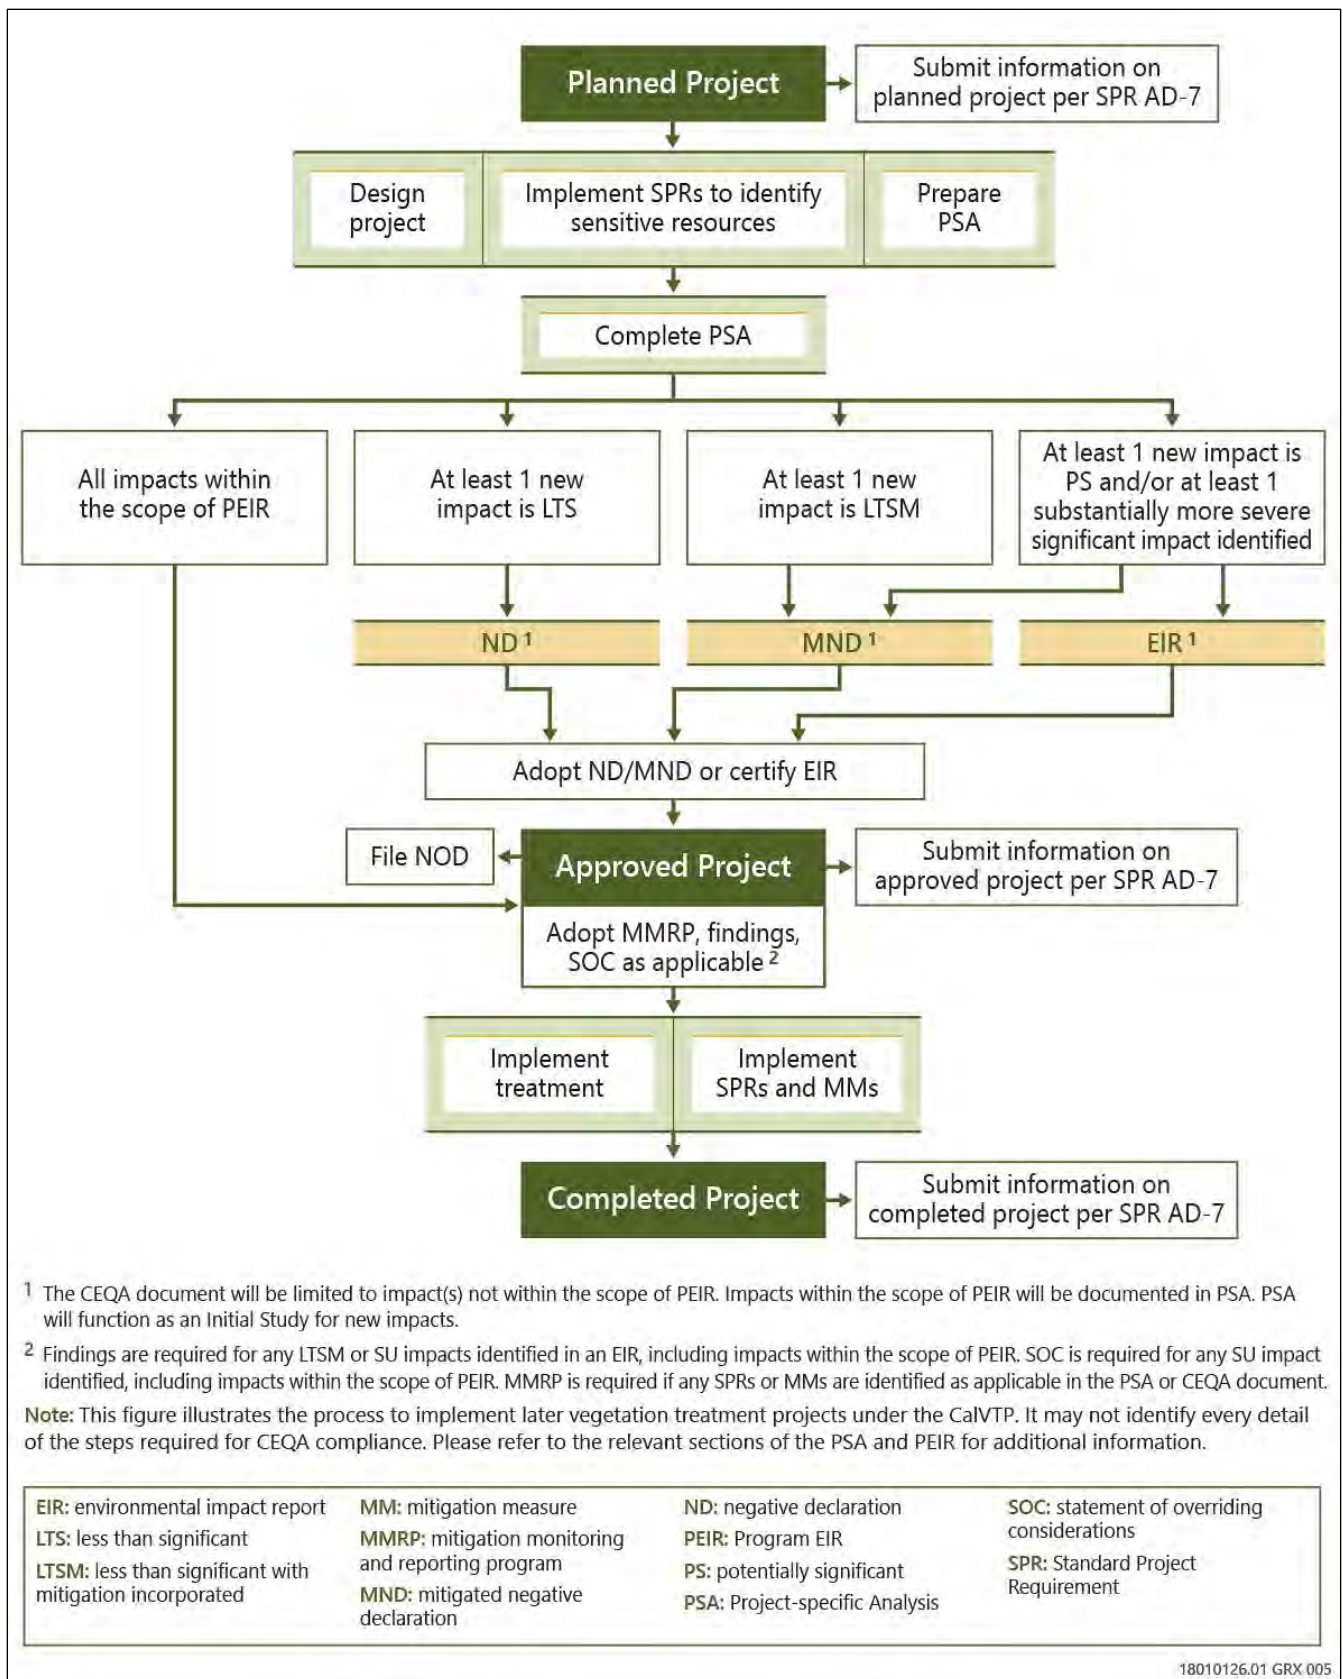 Planned Project
Submit information on
planned project per SPR AD-7
Design
project
Implement SPRs to identify
sensitive resources
Prepare
PSA
Complete PSA
All impacts within
the scope of PEIR
At least 1 new
impact is LTS
At least 1 new
impact is LTSM
At least 1 new impact is
PS and/or at least 1
substantially more severe
significant impact identified
ND 1
MND 1
EIR 1
Adopt ND/MND or certify EIR
File NOD
Approved Project
Submit information on
approved project per SPR AD-7
Adopt MMRP, findings,
SOC as applicable 2
Implement
treatment
Implement
SPRs and MMs
Completed Project
Submit information on
completed project per SPR AD-7
1 The CEQA document will be limited to impact(s) not within the scope of PEIR. Impacts within the scope of PEIR will be documented in PSA. PSA
will function as an Initial Study for new impacts.
2 Findings are required for any LTSM or SU impacts identified in an EIR, including impacts within the scope of PEIR. SOC is required for any SU impact
identified, including impacts within the scope of PEIR. MMRP is required if any SPRs or MMs are identified as applicable in the PSA or CEQA document.
Note: This figure illustrates the process to implement later vegetation treatment projects under the CalVTP. It may not identify every detail
of the steps required for CEQA compliance. Please refer to the relevant sections of the PSA and PEIR for additional information.
EIR: environmental impact report
LTS: less than significant
LTSM: less than significant with
mitigation incorporated
MM: mitigation measure
MMRP: mitigation monitoring
and reporting program
MND: mitigated negative
declaration
ND: negative declaration
PEIR: Program EIR
PS: potentially significant
PSA: Project-specific Analysis
SOC: statement of overriding
considerations
SPR: Standard Project
Requirement
18010126.01 GRX 005